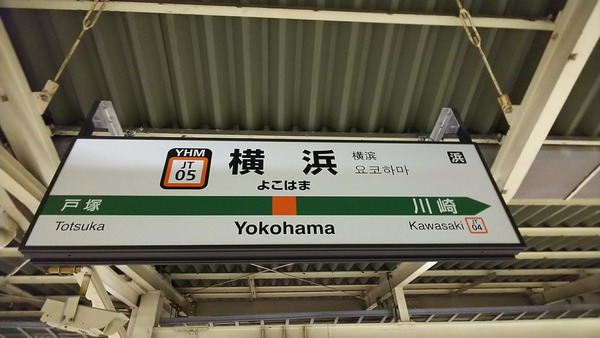 YHM
JT
05
横浜
横滨
요코하마
浜
よこはま
戸塚
川崎
Totsuka
Yokohama
Kawasaki
JT
04